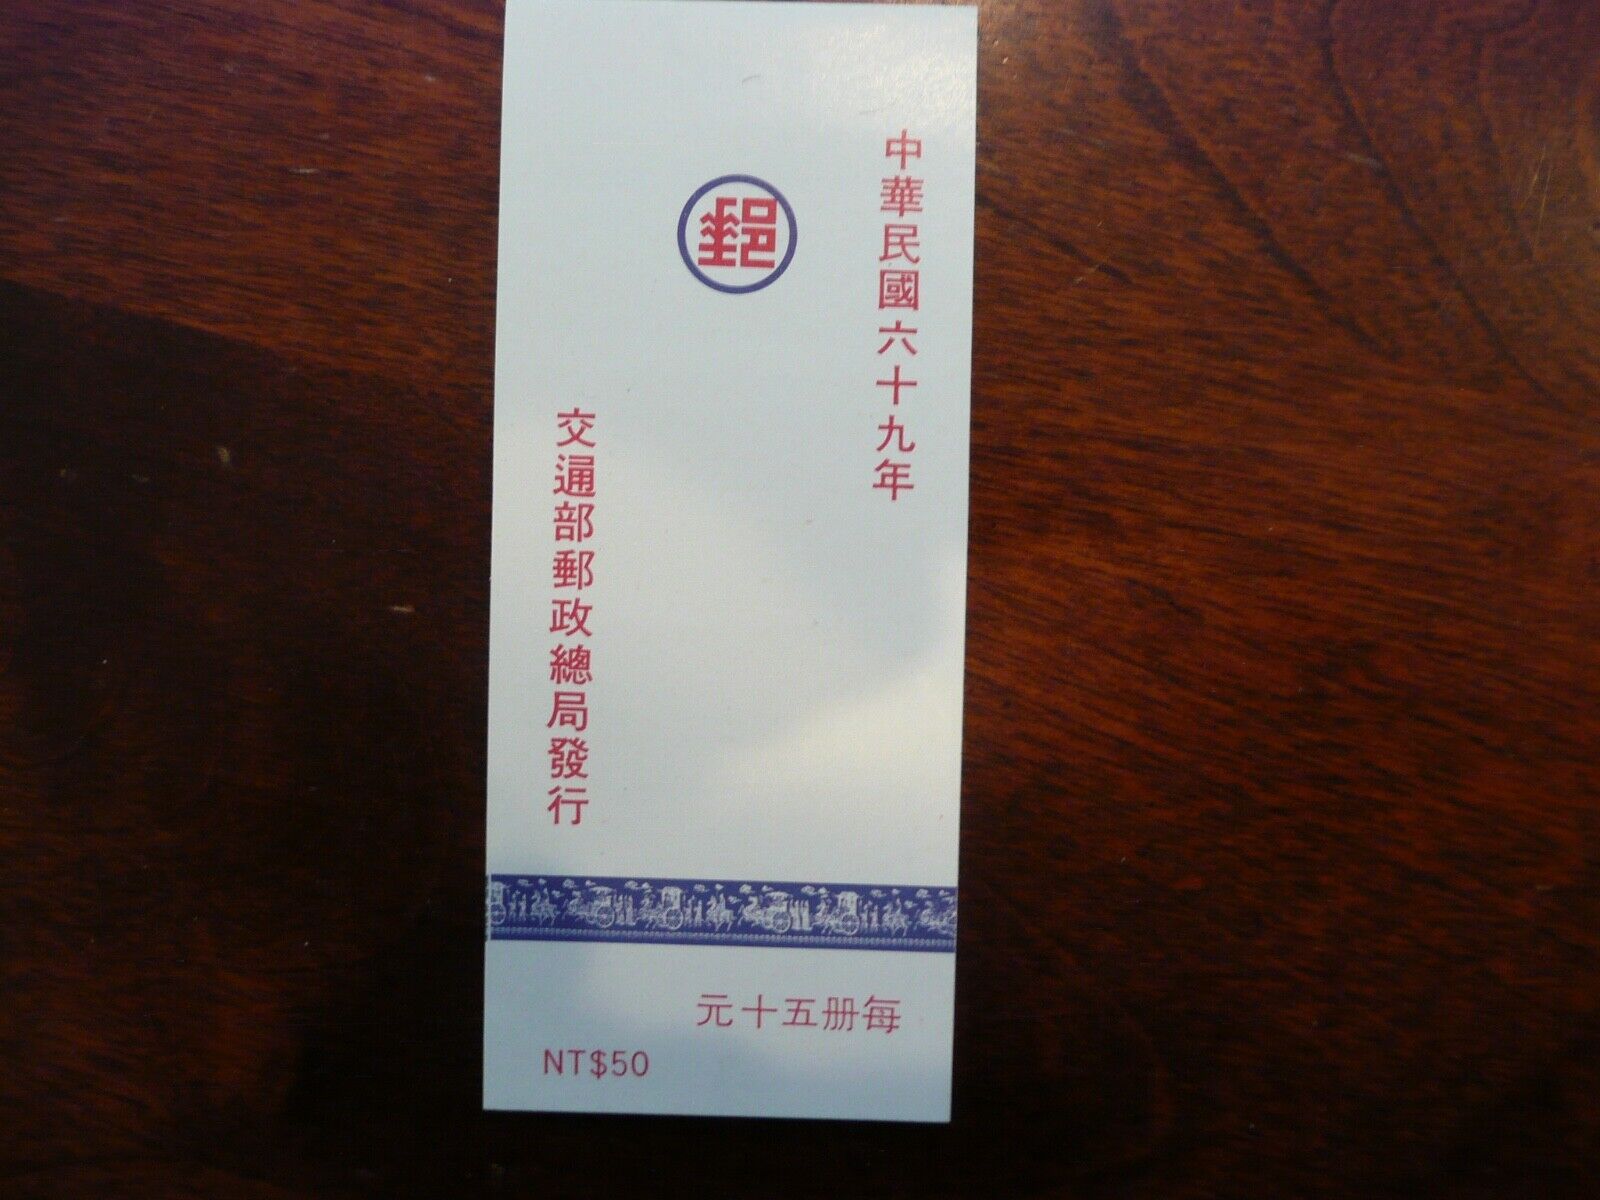 中華民國六十九年
郵
交通部郵政總局發行
元十五册每
NT$50